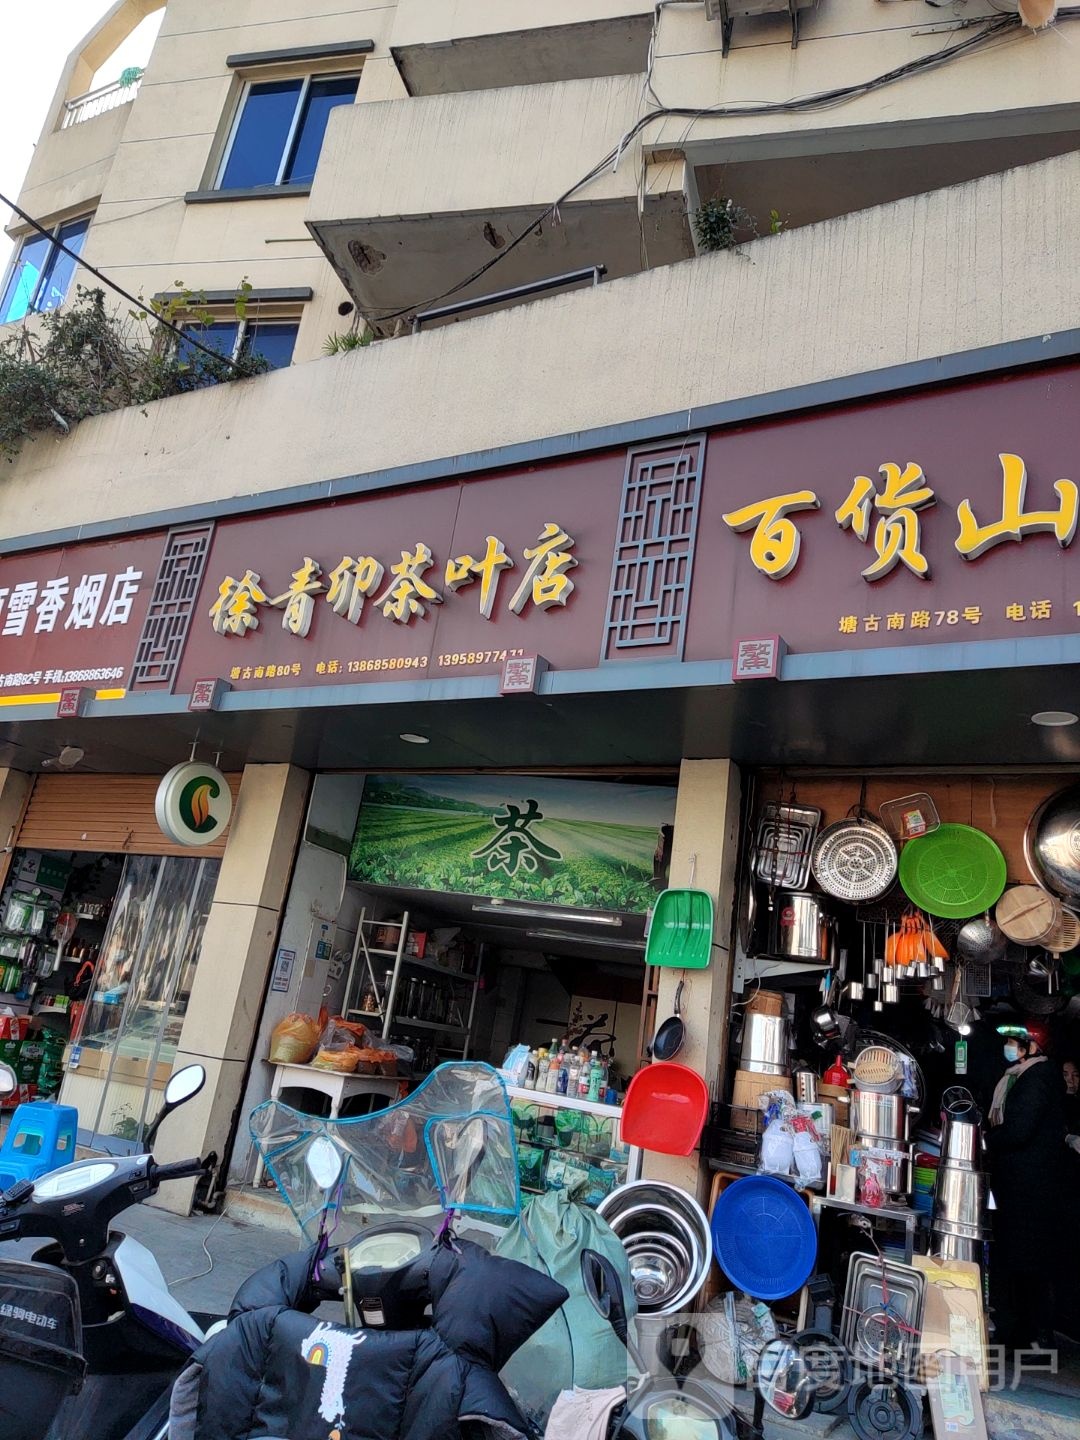 雪香烟店
古南路82号 手机:13868863646
徐青卯茶叶店
塘古南路80号 电话: 13868580943 13958977431
百货山
塘古南路78号 电话 1
茶
绿驹电动车
百度地图用户